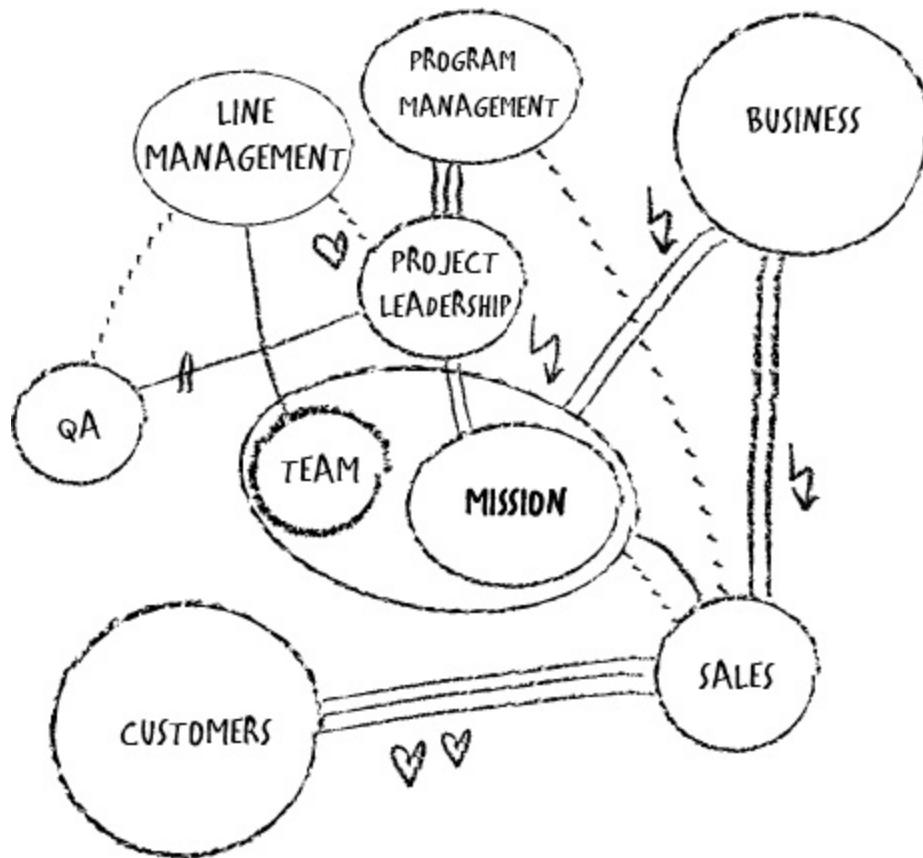 PROGRAM
MANAGEMENT
LINE
MANAGEMENT
BUSINESS
PROJECT
LEADERSHIP
QA
TEAM
MISSION
SALES
CUSTOMERS